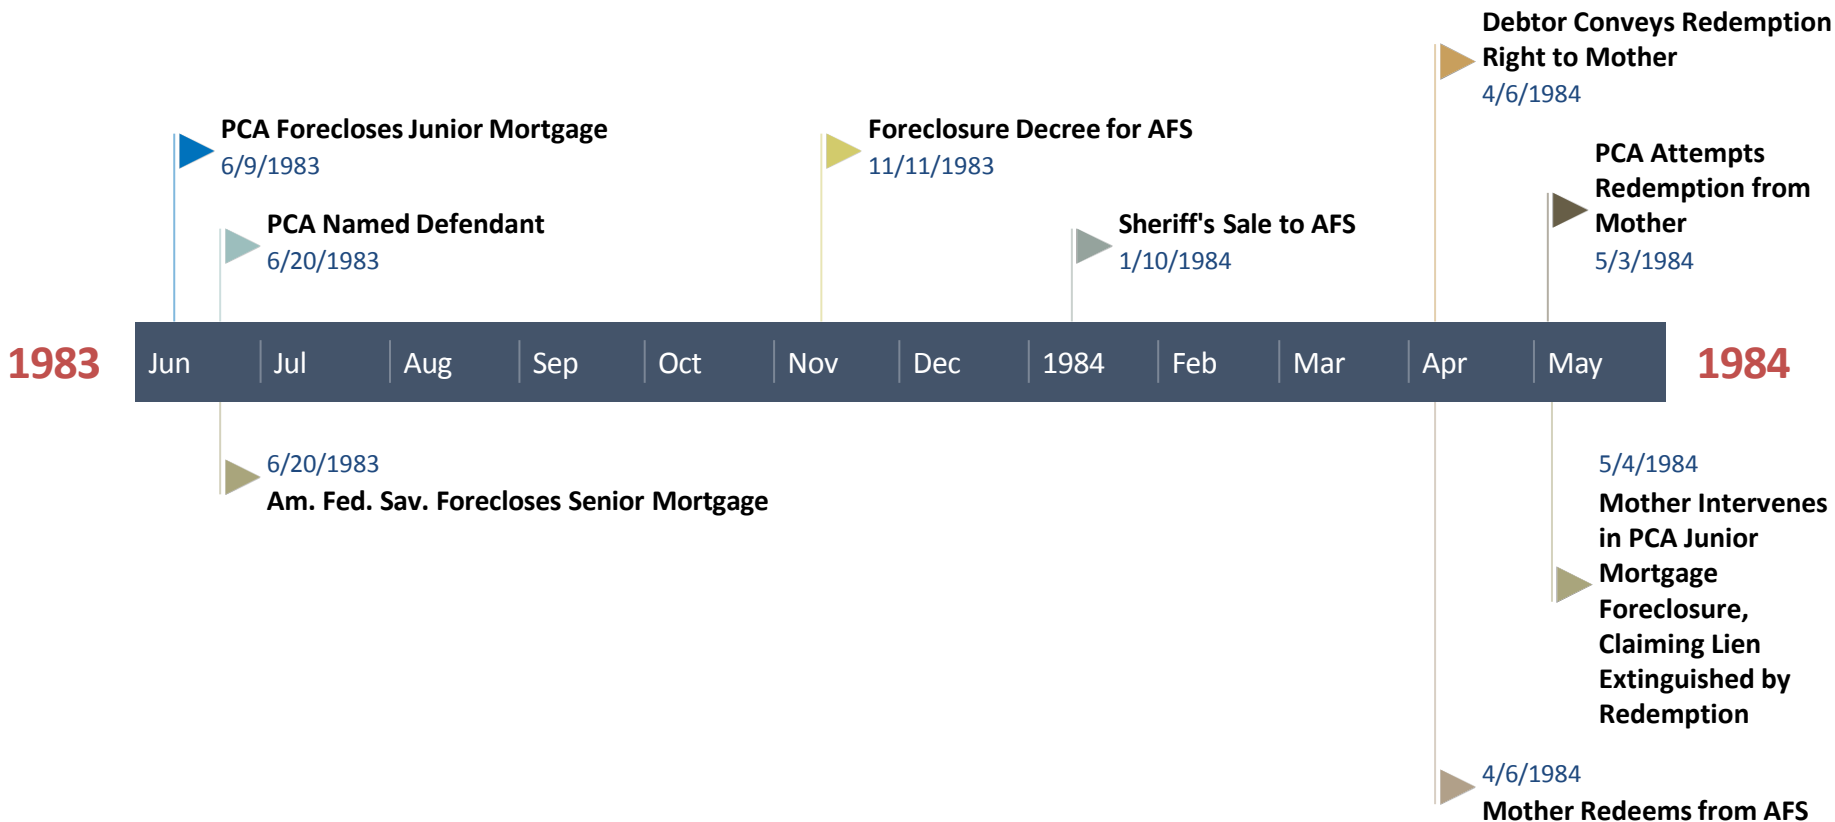 Debtor Conveys Redemption
Right to Mother
4/6/1984
PCA Forecloses Junior Mortgage
6/9/1983
Foreclosure Decree for AFS
11/11/1983
PCA Attempts
Redemption from
Mother
5/3/1984
PCA Named Defendant
6/20/1983
Sheriff's Sale to AFS
1/10/1984
1983
Jun
Jul
Aug
Sep
Oct
Nov
Dec
1984
Feb
Mar
Apr
May
1984
6/20/1983
Am. Fed. Sav. Forecloses Senior Mortgage
5/4/1984
Mother Intervenes
in PCA Junior
Mortgage
Foreclosure,
Claiming Lien
Extinguished by
Redemption
4/6/1984
Mother Redeems from AFS